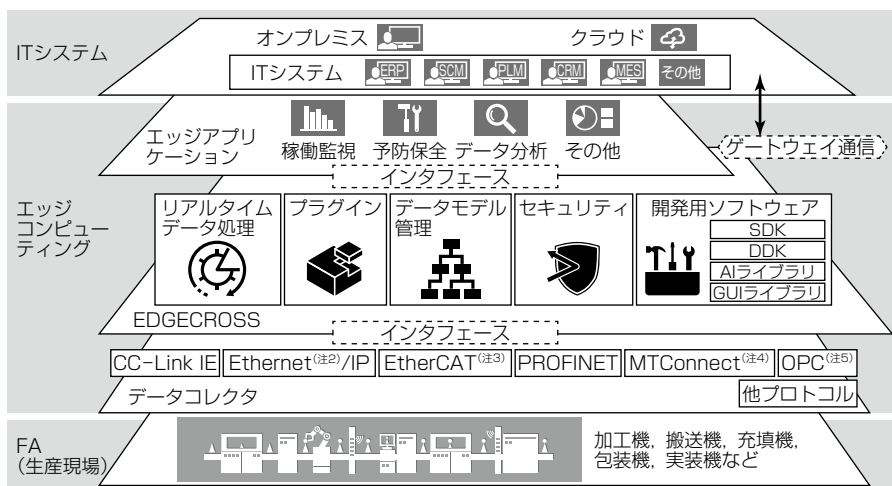 ITシステム
オンプレミス
クラウド
ITシステム ERP SCM PLM CRM MES その他
エッジ
コンピュー
ティング
エッジアプリ
ケーション
稼働監視 予防保全 データ分析 その他
ゲートウェイ通信
インタフェース
リアルタイム
データ処理
プラグイン
データモデル
管理
セキュリティ
開発用ソフトウェア
SDK
DDK
AIライブラリ
GUIライブラリ
EDGECROSS
インタフェース
CC-Link IE Ethernet(注2)/IP EtherCAT(注3) PROFINET MTConnect(注4) OPC(注5)
データコレクタ
他プロトコル
FA
(生産現場)
加工機,搬送機,充填機,
包装機,実装機など